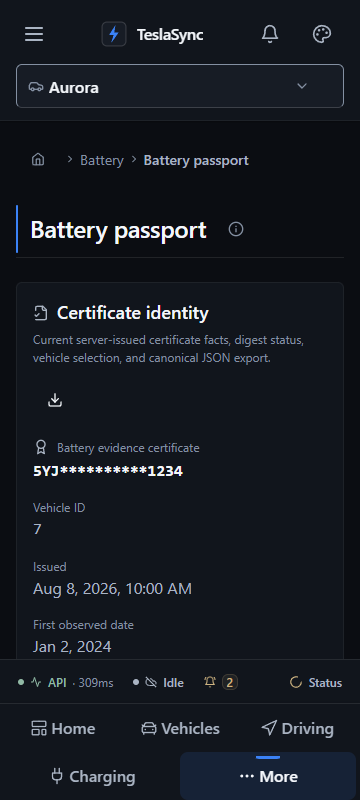 TeslaSync
Aurora
Battery
Battery passport
Battery passport
Certificate identity
Current server-issued certificate facts, digest status,
vehicle selection, and canonical JSON export.
Battery evidence certificate
5YJ**********1234
Vehicle ID
7
Issued
Aug 8, 2026, 10:00 AM
First observed date
Jan 2, 2024
API · 309ms
Idle
2
Status
Home
Vehicles
Driving
Charging
More